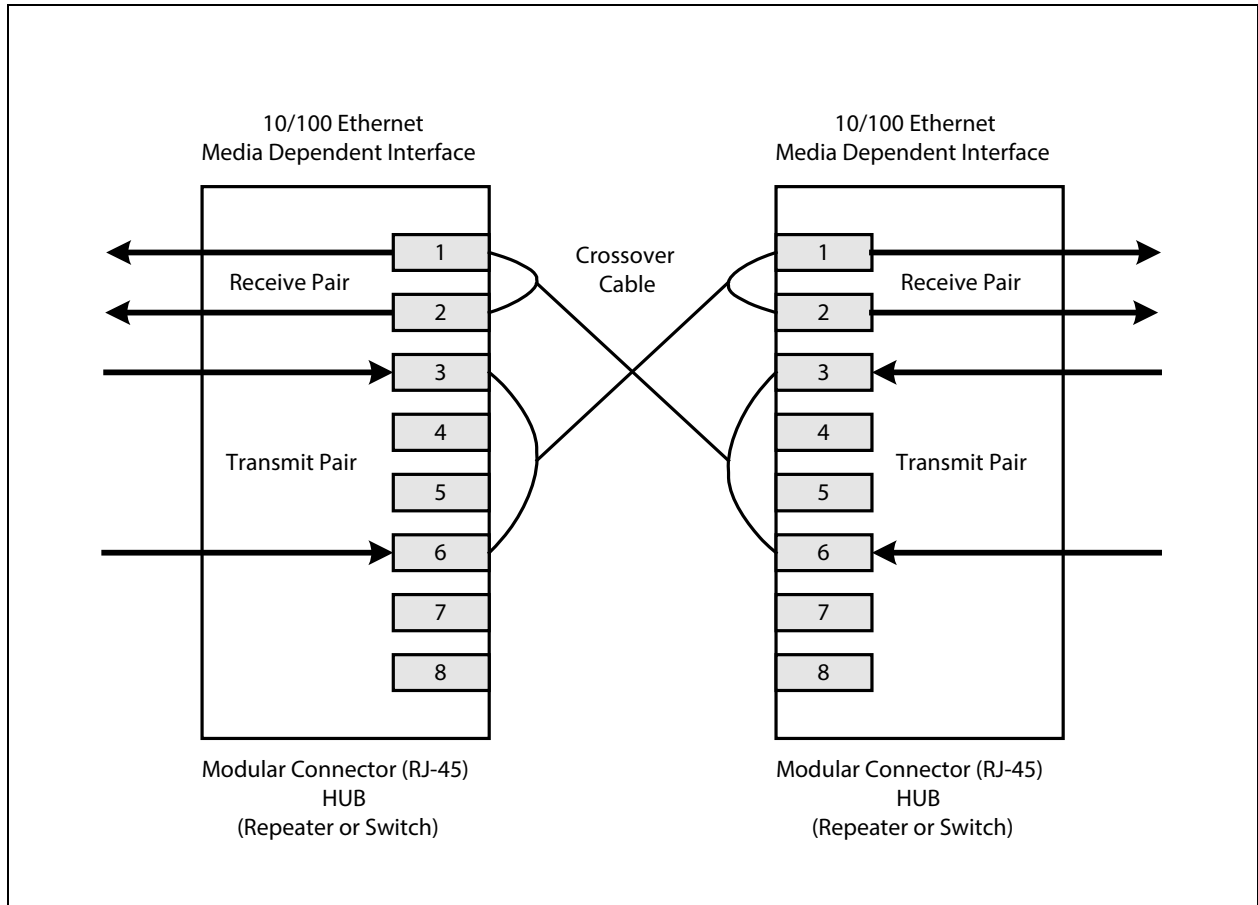 10/100 Ethernet
Media Dependent Interface
10/100 Ethernet
Media Dependent Interface
1
Receive Pair
2
3
4
Transmit Pair
5
6
7
8
Crossover
Cable
1
Receive Pair
2
3
4
Transmit Pair
5
6
7
8
Modular Connector (RJ-45)
HUB
(Repeater or Switch)
Modular Connector (RJ-45)
HUB
(Repeater or Switch)